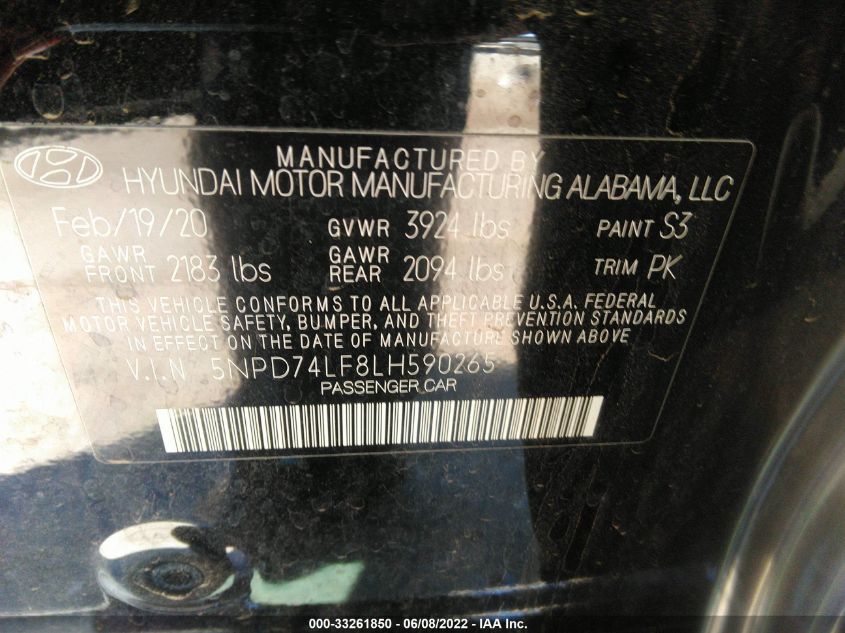 MANUFACTURED BY
HYUNDAI MOTOR MANUFACTURING ALABAMA, LLC
Feb/19/20 GVWR 3924 lbs PAINT S3
GAWR FRONT 2183 lbs GAWR REAR 2094 lbs TRIM PK
THIS VEHICLE CONFORMS TO ALL APPLICABLE U.S.A. FEDERAL
MOTOR VEHICLE SAFETY, BUMPER, AND THEFT PREVENTION STANDARDS
IN EFFECT ON THE DATE OF MANUFACTURE SHOWN ABOVE
V.I.N 5NPD74LF8LH590265
PASSENGER CAR
000-33261850 - 06/08/2022 - IAA Inc.